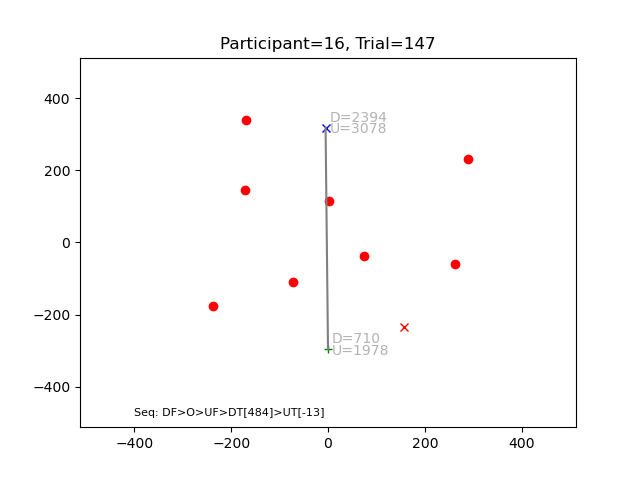 Participant=16, Trial=147
400
200
0
−200
−400
D=2394
U=3078
D=710
U=1978
Seq: DF>O>UF>DT[484]>UT[-13]
−400
−200
0
200
400